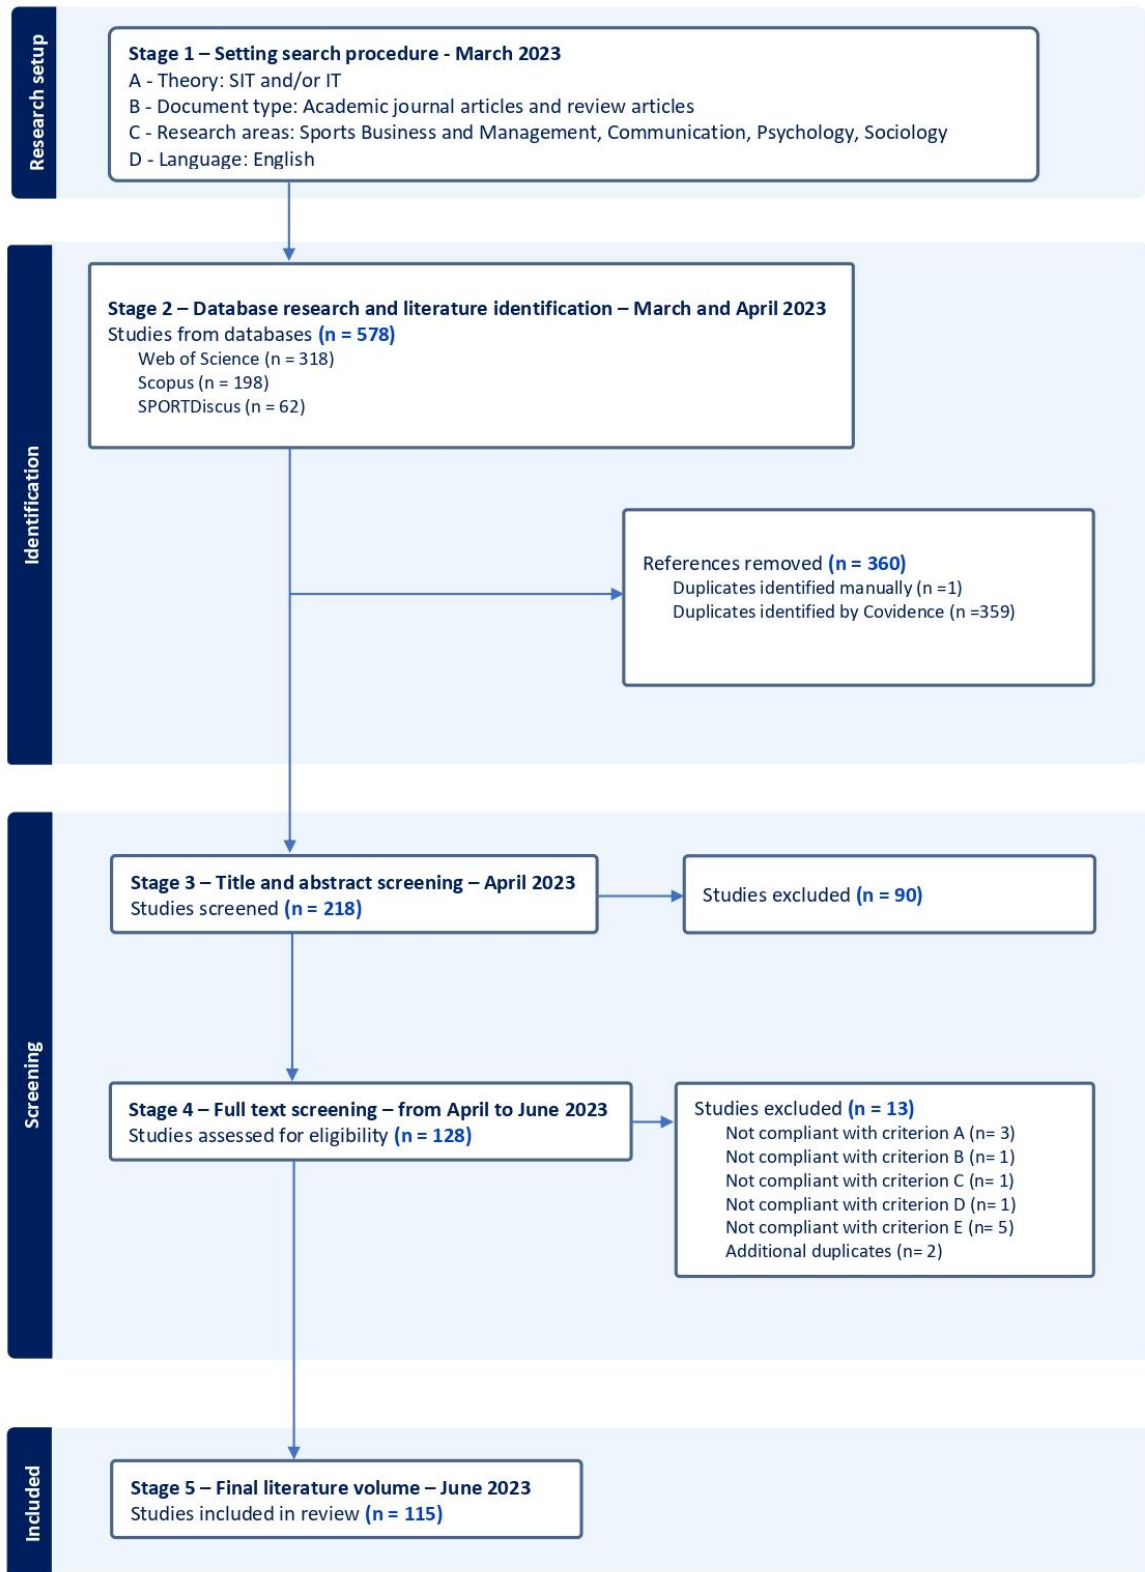 Research setup
Stage 1 – Setting search procedure - March 2023
A - Theory: SIT and/or IT
B - Document type: Academic journal articles and review articles
C - Research areas: Sports Business and Management, Communication, Psychology, Sociology
D - Language: English
Identification
Stage 2 – Database research and literature identification – March and April 2023
Studies from databases (n = 578)
Web of Science (n = 318)
Scopus (n = 198)
SPORTDiscus (n = 62)
References removed (n = 360)
Duplicates identified manually (n =1)
Duplicates identified by Covidence (n =359)
Screening
Stage 3 – Title and abstract screening – April 2023
Studies screened (n = 218)
Studies excluded (n = 90)
Stage 4 – Full text screening – from April to June 2023
Studies assessed for eligibility (n = 128)
Studies excluded (n = 13)
Not compliant with criterion A (n= 3)
Not compliant with criterion B (n= 1)
Not compliant with criterion C (n= 1)
Not compliant with criterion D (n= 1)
Not compliant with criterion E (n= 5)
Additional duplicates (n= 2)
Included
Stage 5 – Final literature volume – June 2023
Studies included in review (n = 115)